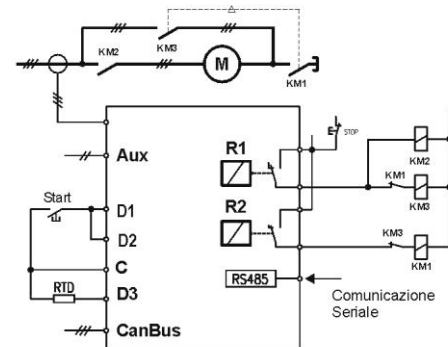 KM3
KM2
M
KM1
Aux
Start
D1
D2
C
RTD
D3
CanBus
R1
R2
RS485
STOP
KM2
KM1
KM3
KM3
KM1
Comunicazione
Seriale